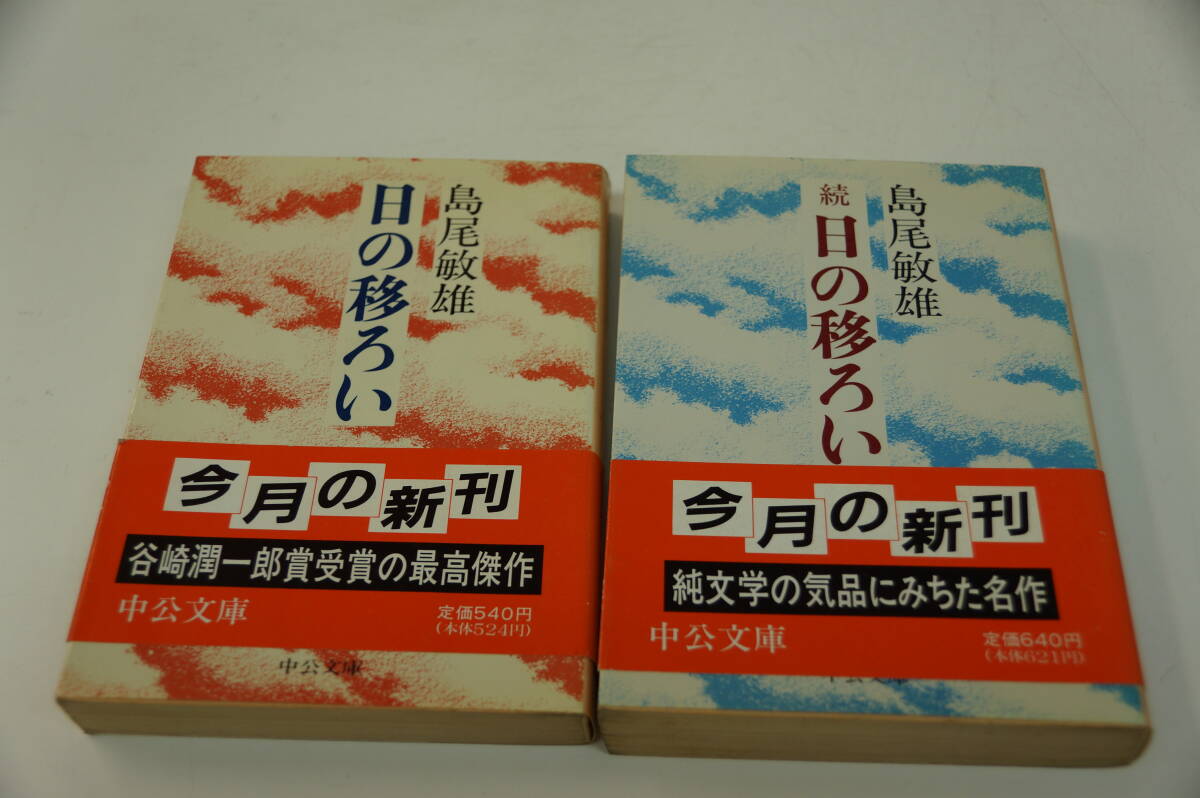 島尾敏雄
日の移ろい
今月の新刊
谷崎潤一郎賞受賞の最高傑作
中公文庫
定価540円
(本体524円)
中公文庫
島尾敏雄
続 日の移ろい
今月の新刊
純文学の気品にみちた名作
中公文庫
定価640円
(本体621円)
中公文庫